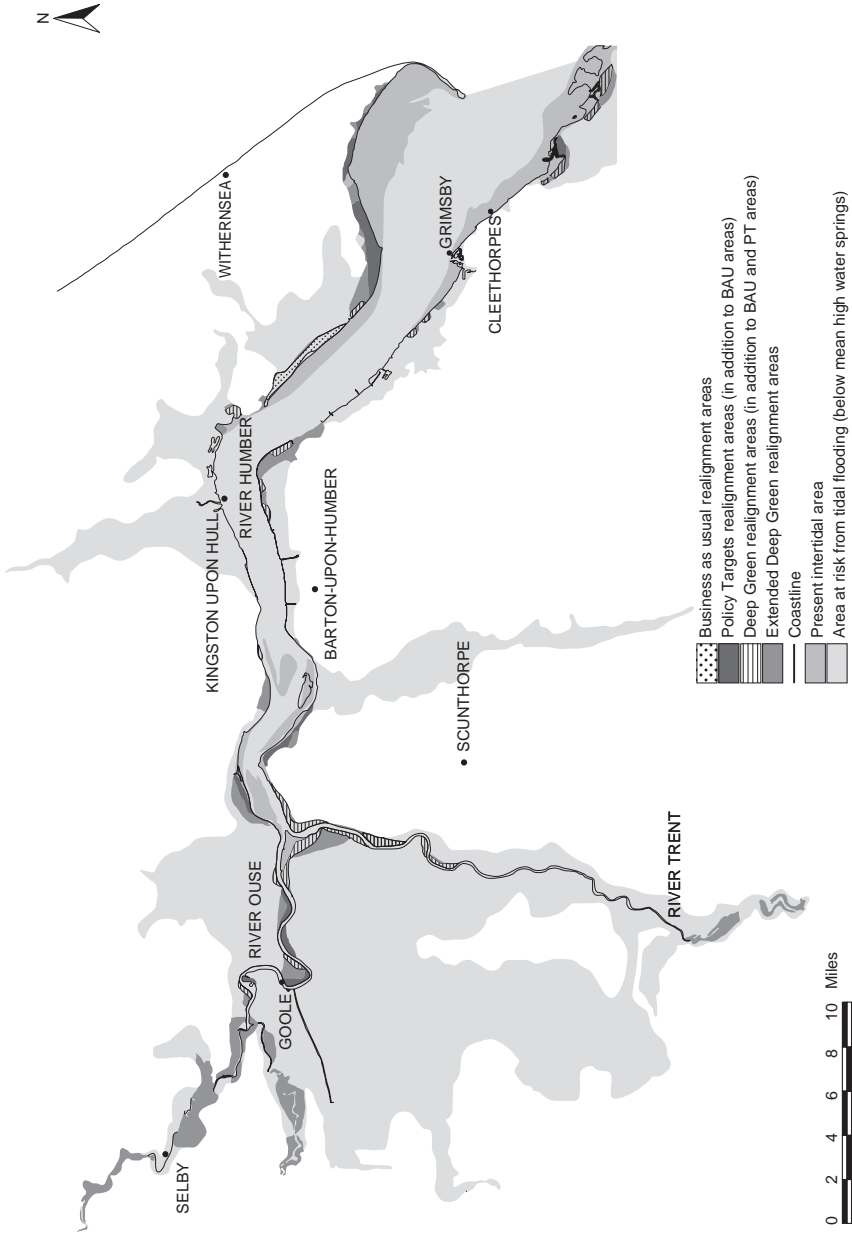 N
WITHERNSEA
GRIMSBY
CLEETHORPES
KINGSTON UPON HULL
RIVER HUMBER
BARTON-UPON-HUMBER
SCUNTHORPE
RIVER OUSE
GOOLE
RIVER TRENT
SELBY
Business as usual realignment areas
Policy Targets realignment areas (in addition to BAU areas)
Deep Green realignment areas (in addition to BAU and PT areas)
Extended Deep Green realignment areas
Coastline
Present intertidal area
Area at risk from tidal flooding (below mean high water springs)
0 2 4 6 8 10 Miles